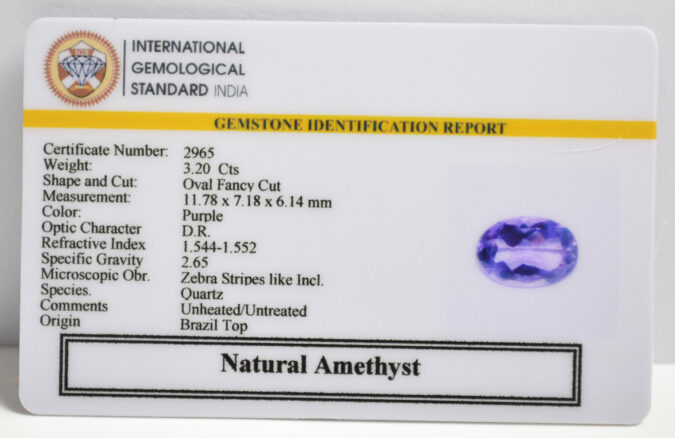 IGS
INTERNATIONAL
GEMOLOGICAL
STANDARD INDIA
GEMSTONE IDENTIFICATION REPORT
Certificate Number: 2965
Weight: 3.20 Cts
Shape and Cut: Oval Fancy Cut
Measurement: 11.78 x 7.18 x 6.14 mm
Color: Purple
Optic Character D.R.
Refractive Index 1.544-1.552
Specific Gravity 2.65
Microscopic Obr. Zebra Stripes like Incl.
Species. Quartz
Comments Unheated/Untreated
Origin Brazil Top
Natural Amethyst